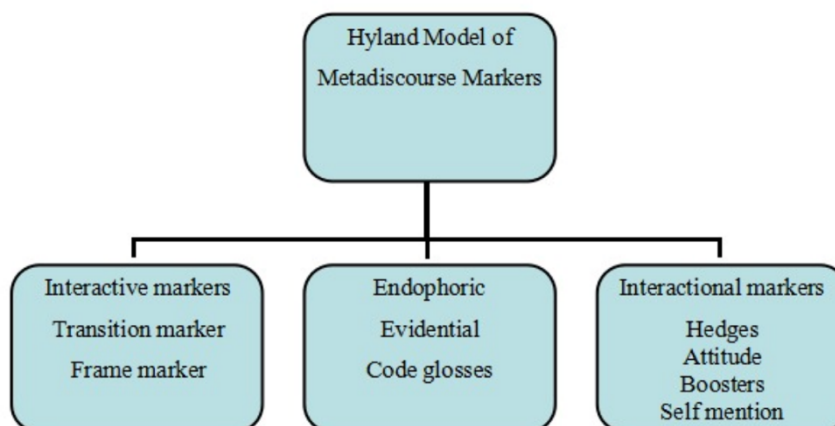 Hyland Model of
Metadiscourse Markers
Interactive markers
Transition marker
Frame marker
Endophoric
Evidential
Code glosses
Interactional markers
Hedges
Attitude
Boosters
Self mention